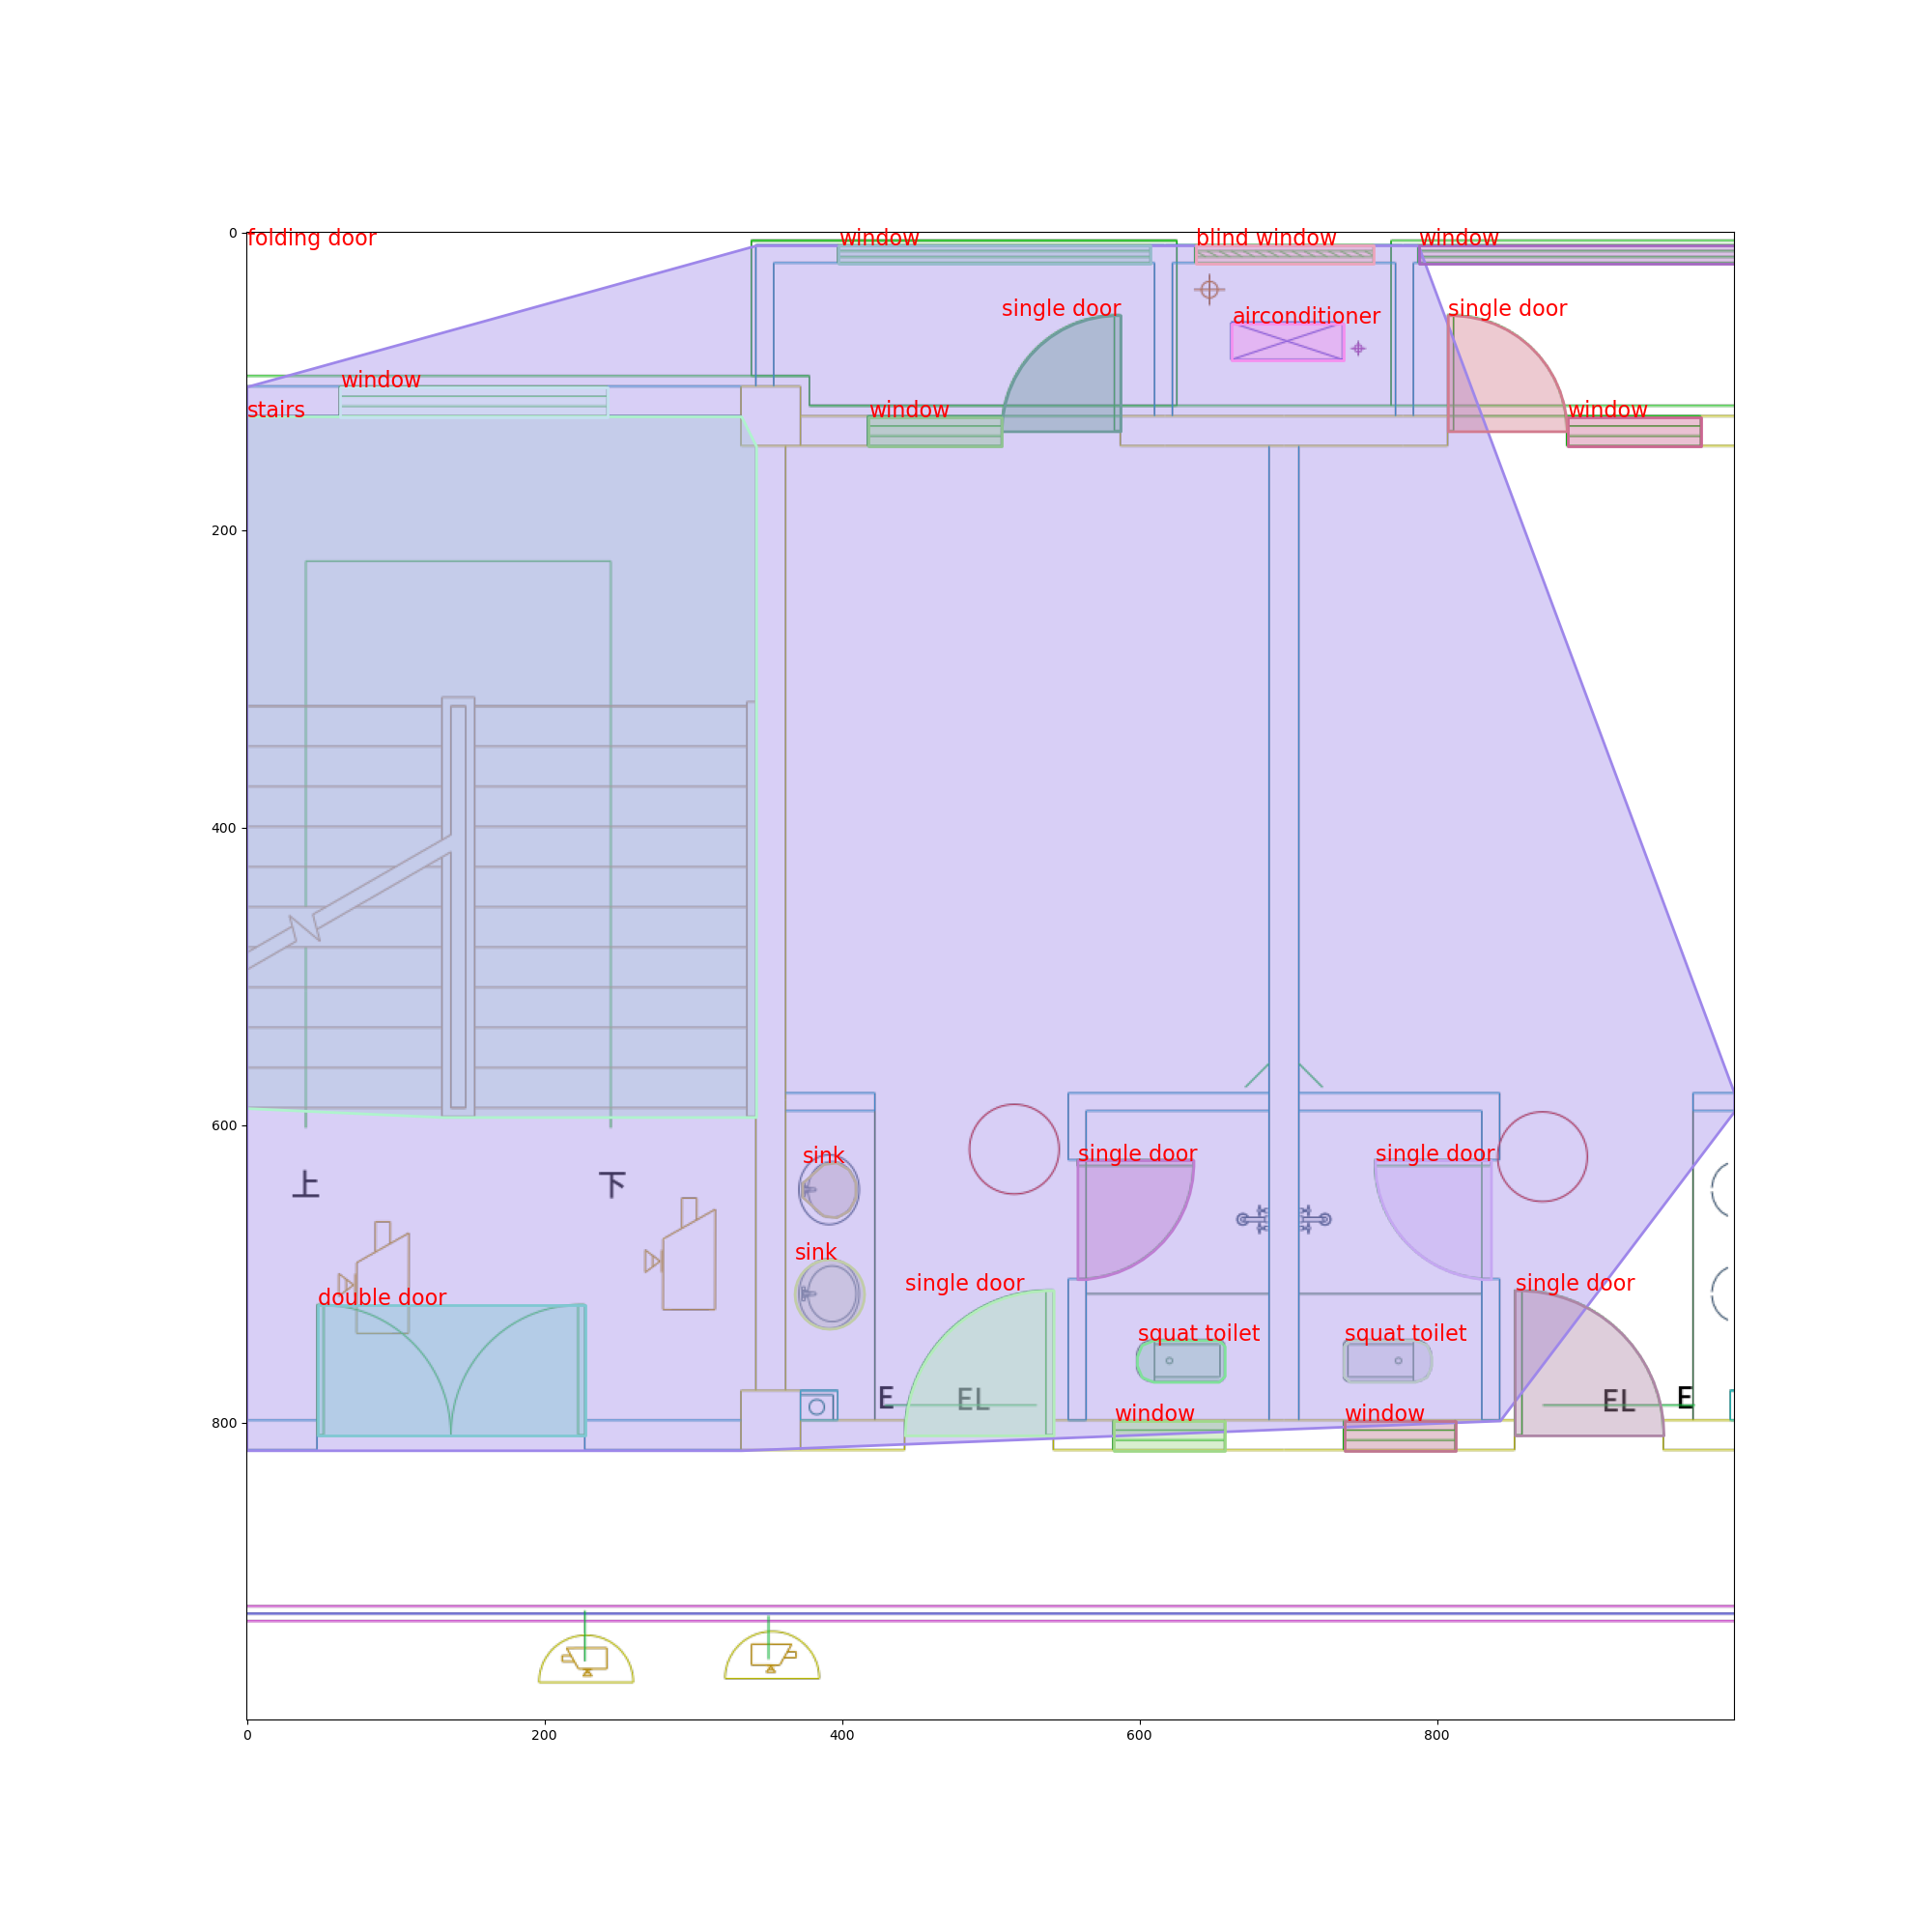 0
folding door
window
blind window
window
single door
airconditioner
single door
window
stairs
window
window
200
400
600
sink
single door
single door
上
下
sink
single door
single door
double door
squat toilet
squat toilet
E
EL
EL
E
window
window
800
0
200
400
600
800